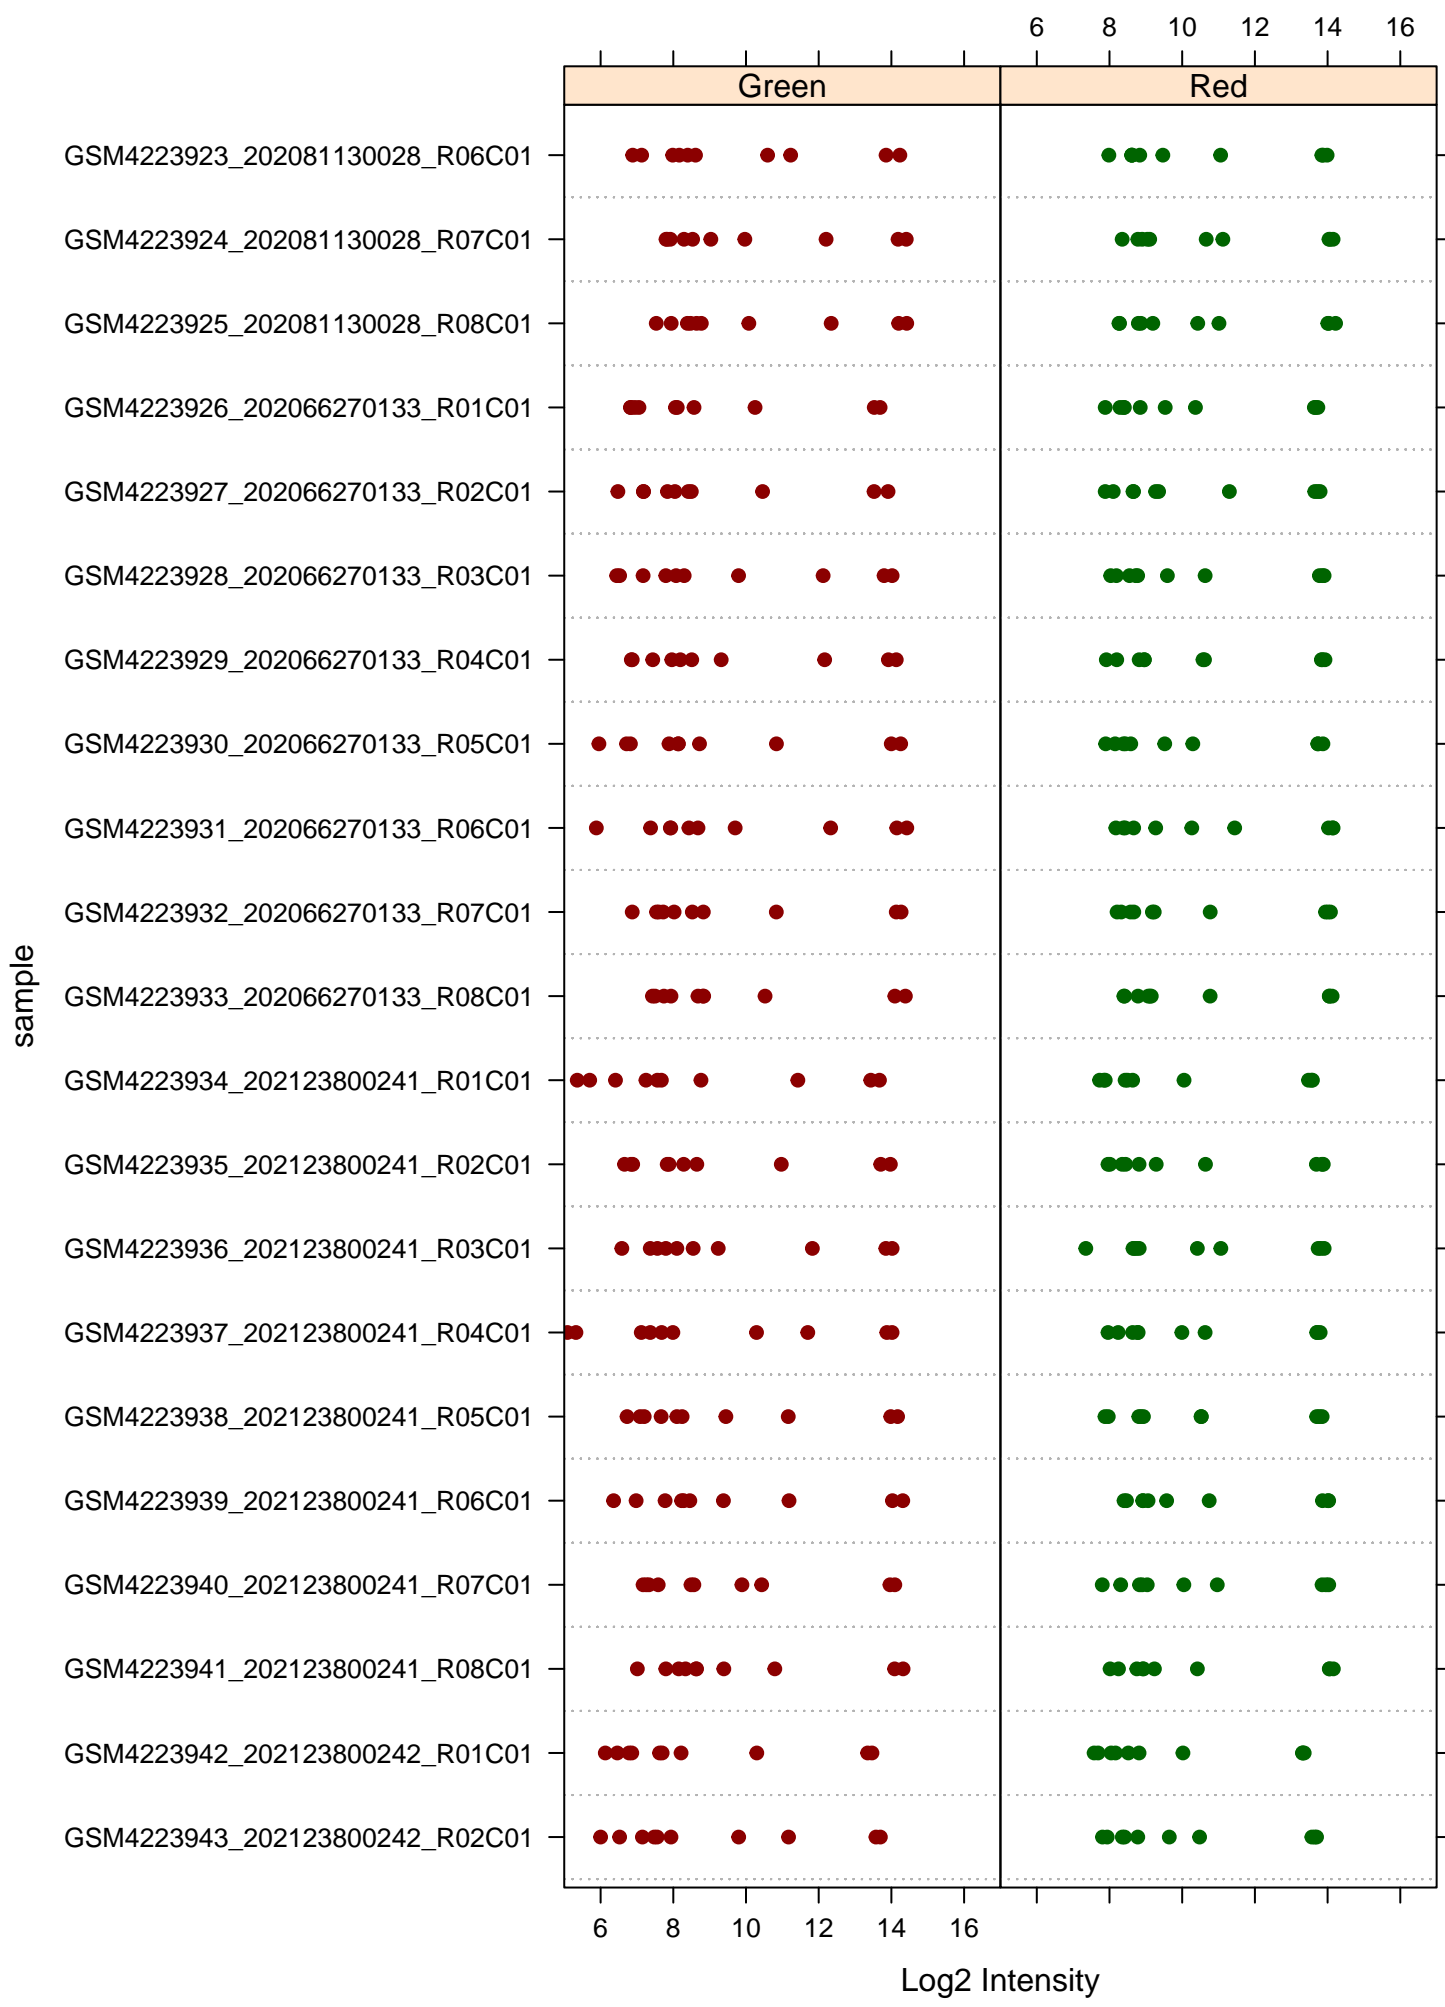 6 8 10 12 14 16
Green Red
GSM4223923_202081130028_R06C01
GSM4223924_202081130028_R07C01
GSM4223925_202081130028_R08C01
GSM4223926_202066270133_R01C01
GSM4223927_202066270133_R02C01
GSM4223928_202066270133_R03C01
GSM4223929_202066270133_R04C01
GSM4223930_202066270133_R05C01
GSM4223931_202066270133_R06C01
GSM4223932_202066270133_R07C01
GSM4223933_202066270133_R08C01
GSM4223934_202123800241_R01C01
GSM4223935_202123800241_R02C01
GSM4223936_202123800241_R03C01
GSM4223937_202123800241_R04C01
GSM4223938_202123800241_R05C01
GSM4223939_202123800241_R06C01
GSM4223940_202123800241_R07C01
GSM4223941_202123800241_R08C01
GSM4223942_202123800242_R01C01
GSM4223943_202123800242_R02C01
sample
6 8 10 12 14 16
Log2 Intensity